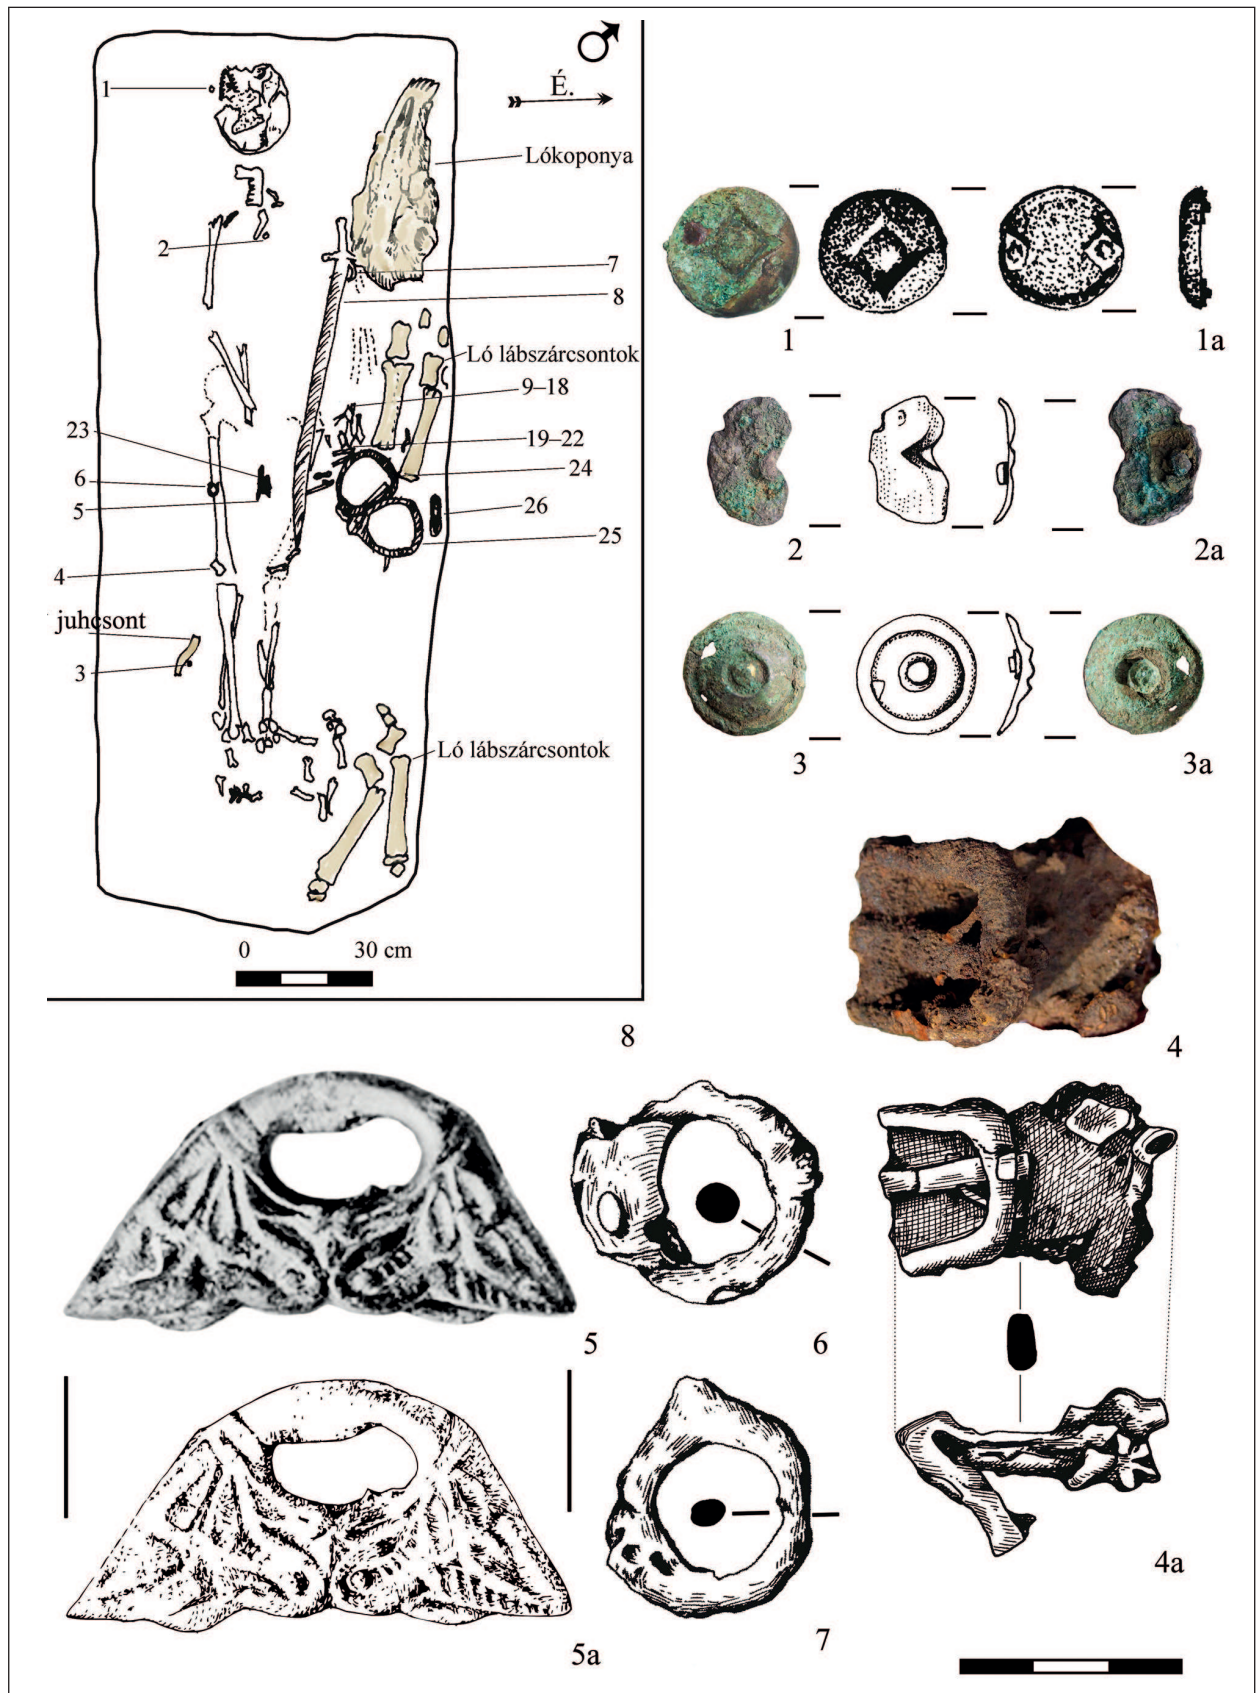 É.
1
Lókoponya
2
7
8
Ló lábszárcsontok
9–18
19–22
23
6
24
5
26
25
4
juhcsont
3
Ló lábszárcsontok
0 30 cm
8
1 1a
2 2a
3 3a
4
5 6
4a
7
5a